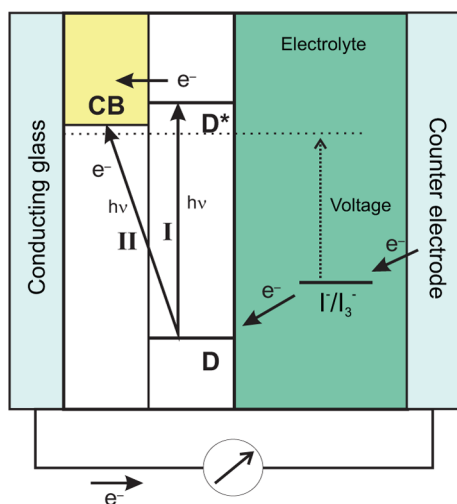 Conducting glass
CB
e⁻
D*
e⁻
hν
II
I
hν
D
Electrolyte
Voltage
e⁻
I⁻/I₃⁻
e⁻
Counter electrode
e⁻